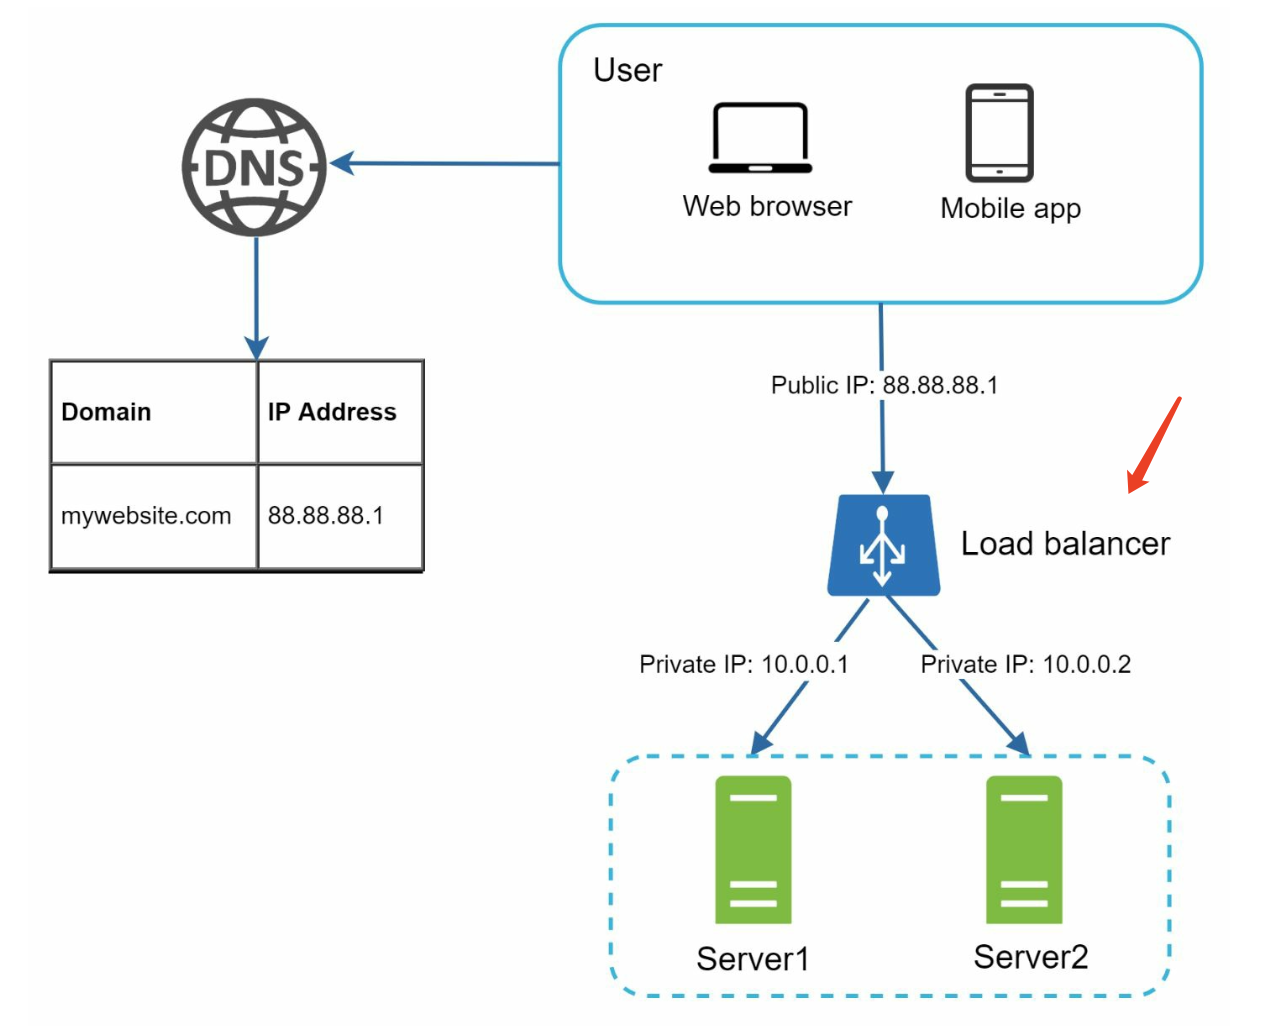 User
DNS
Web browser
Mobile app
Domain
IP Address
mywebsite.com
88.88.88.1
Public IP: 88.88.88.1
Load balancer
Private IP: 10.0.0.1
Private IP: 10.0.0.2
Server1
Server2